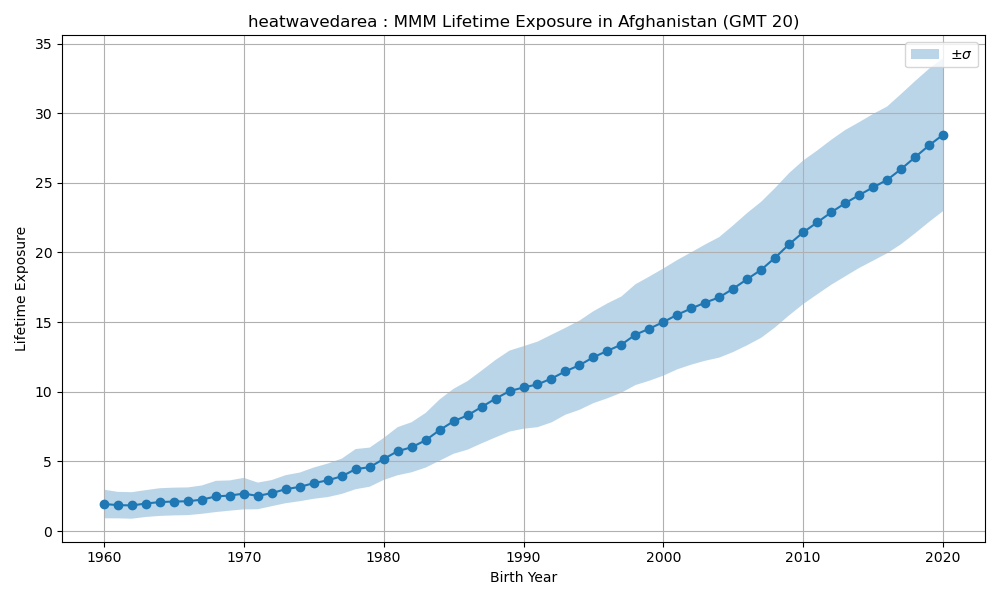 heatwavedarea : MMM Lifetime Exposure in Afghanistan (GMT 20)
±σ
Lifetime Exposure
35
30
25
20
15
10
5
0
1960 1970 1980 1990 2000 2010 2020
Birth Year